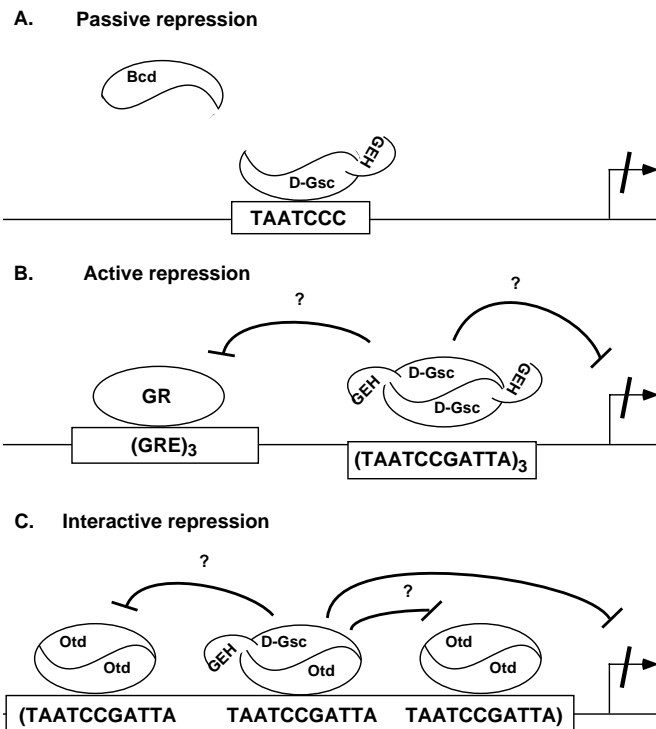 A. Passive repression
Bcd
GEH
D-Gsc
TAATCCC
B. Active repression
?
?
GEH
D-Gsc
GEH
D-Gsc
GR
(GRE)3
(TAATCCGATTA)3
C. Interactive repression
?
?
Otd
Otd
GEH
D-Gsc
Otd
Otd
Otd
(TAATCCGATTA TAATCCGATTA TAATCCGATTA)